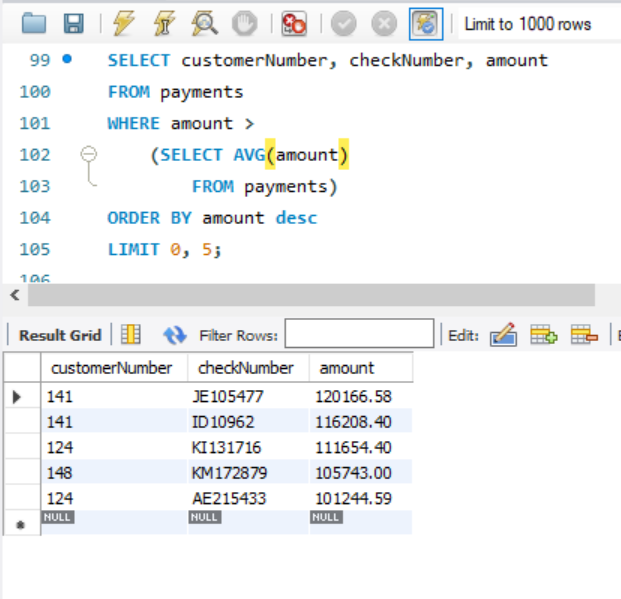 Limit to 1000 rows
99 SELECT customerNumber, checkNumber, amount
100 FROM payments
101 WHERE amount >
102 (SELECT AVG(amount)
103 FROM payments)
104 ORDER BY amount desc
105 LIMIT 0, 5;
106
Result Grid Filter Rows: Edit:
customerNumber checkNumber amount
141 JE105477 120166.58
141 ID10962 116208.40
124 KI131716 111654.40
148 KM172879 105743.00
124 AE215433 101244.59
NULL NULL NULL